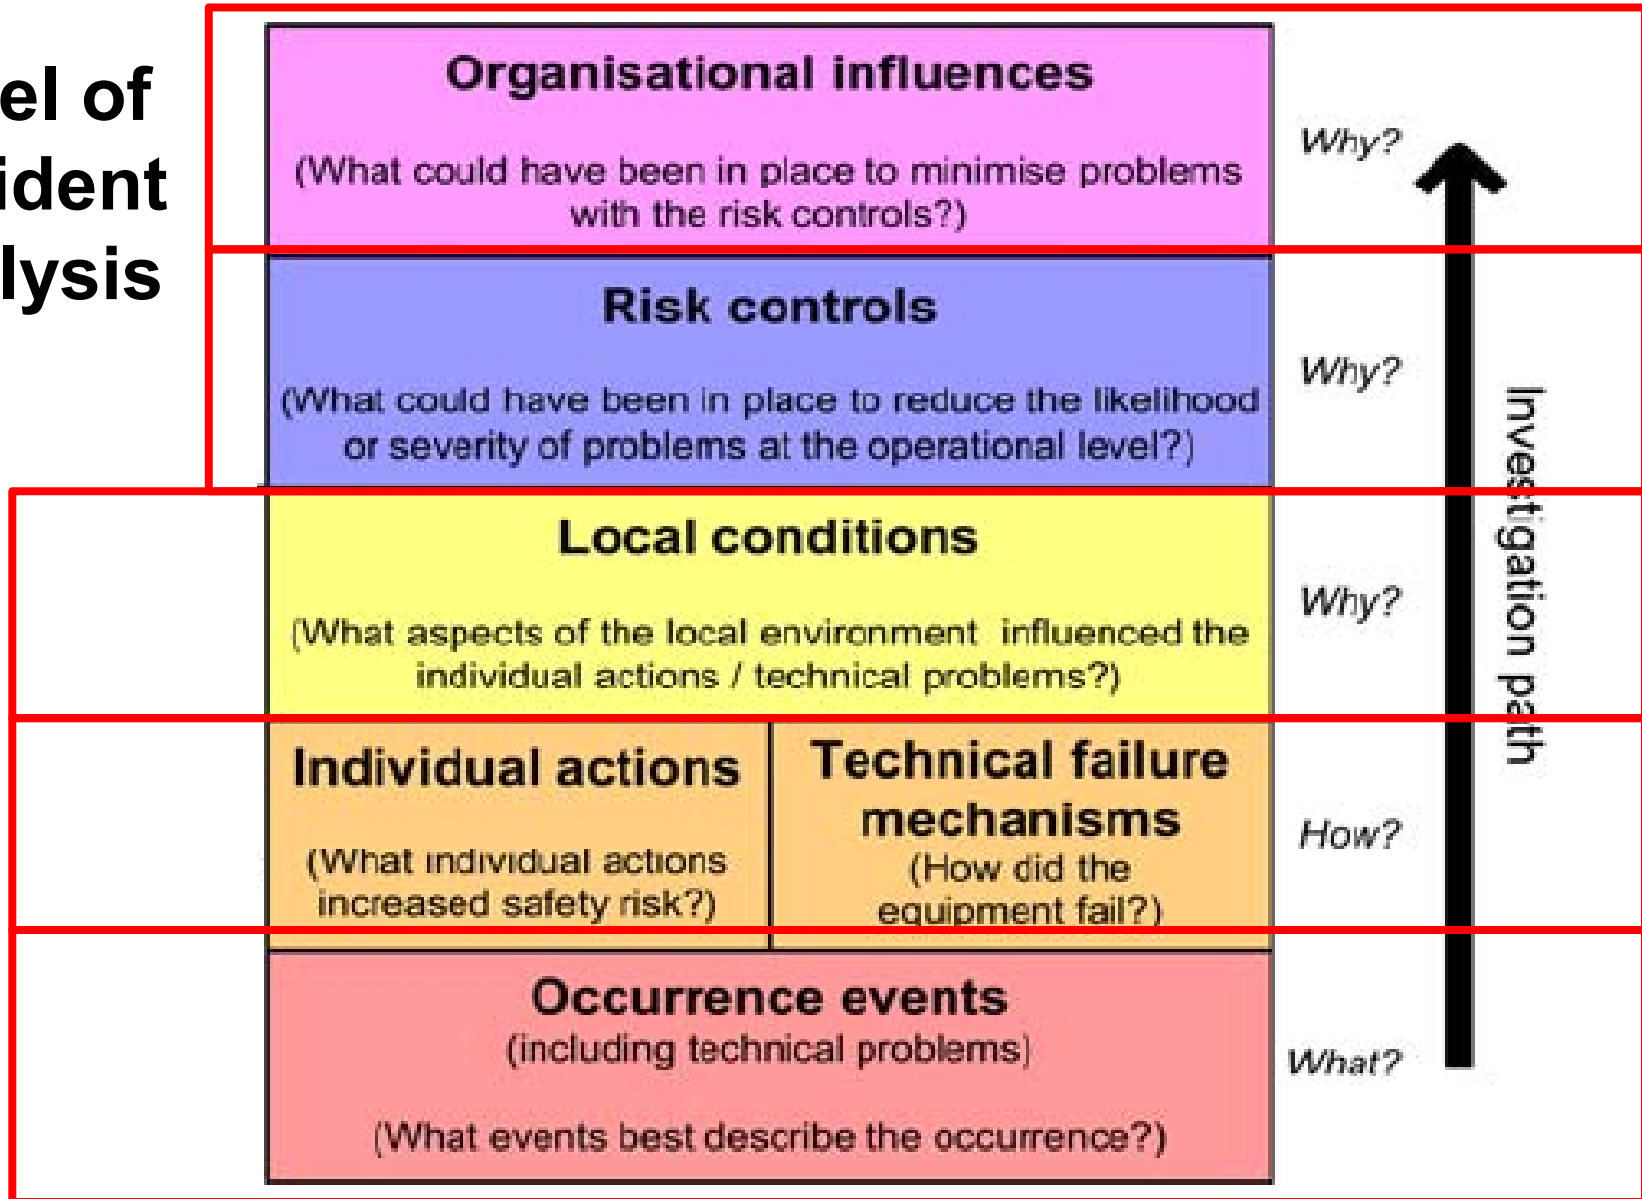 el of
ident
lysis
Organisational influences
(What could have been in place to minimise problems
with the risk controls?)
Why?
Risk controls
(What could have been in place to reduce the likelihood
or severity of problems at the operational level?)
Why?
Local conditions
(What aspects of the local environment influenced the
individual actions / technical problems?)
Why?
Individual actions
(What individual actions
increased safety risk?)
Technical failure
mechanisms
(How did the
equipment fail?)
How?
Occurrence events
(including technical problems)
(What events best describe the occurrence?)
What?
Investigation path